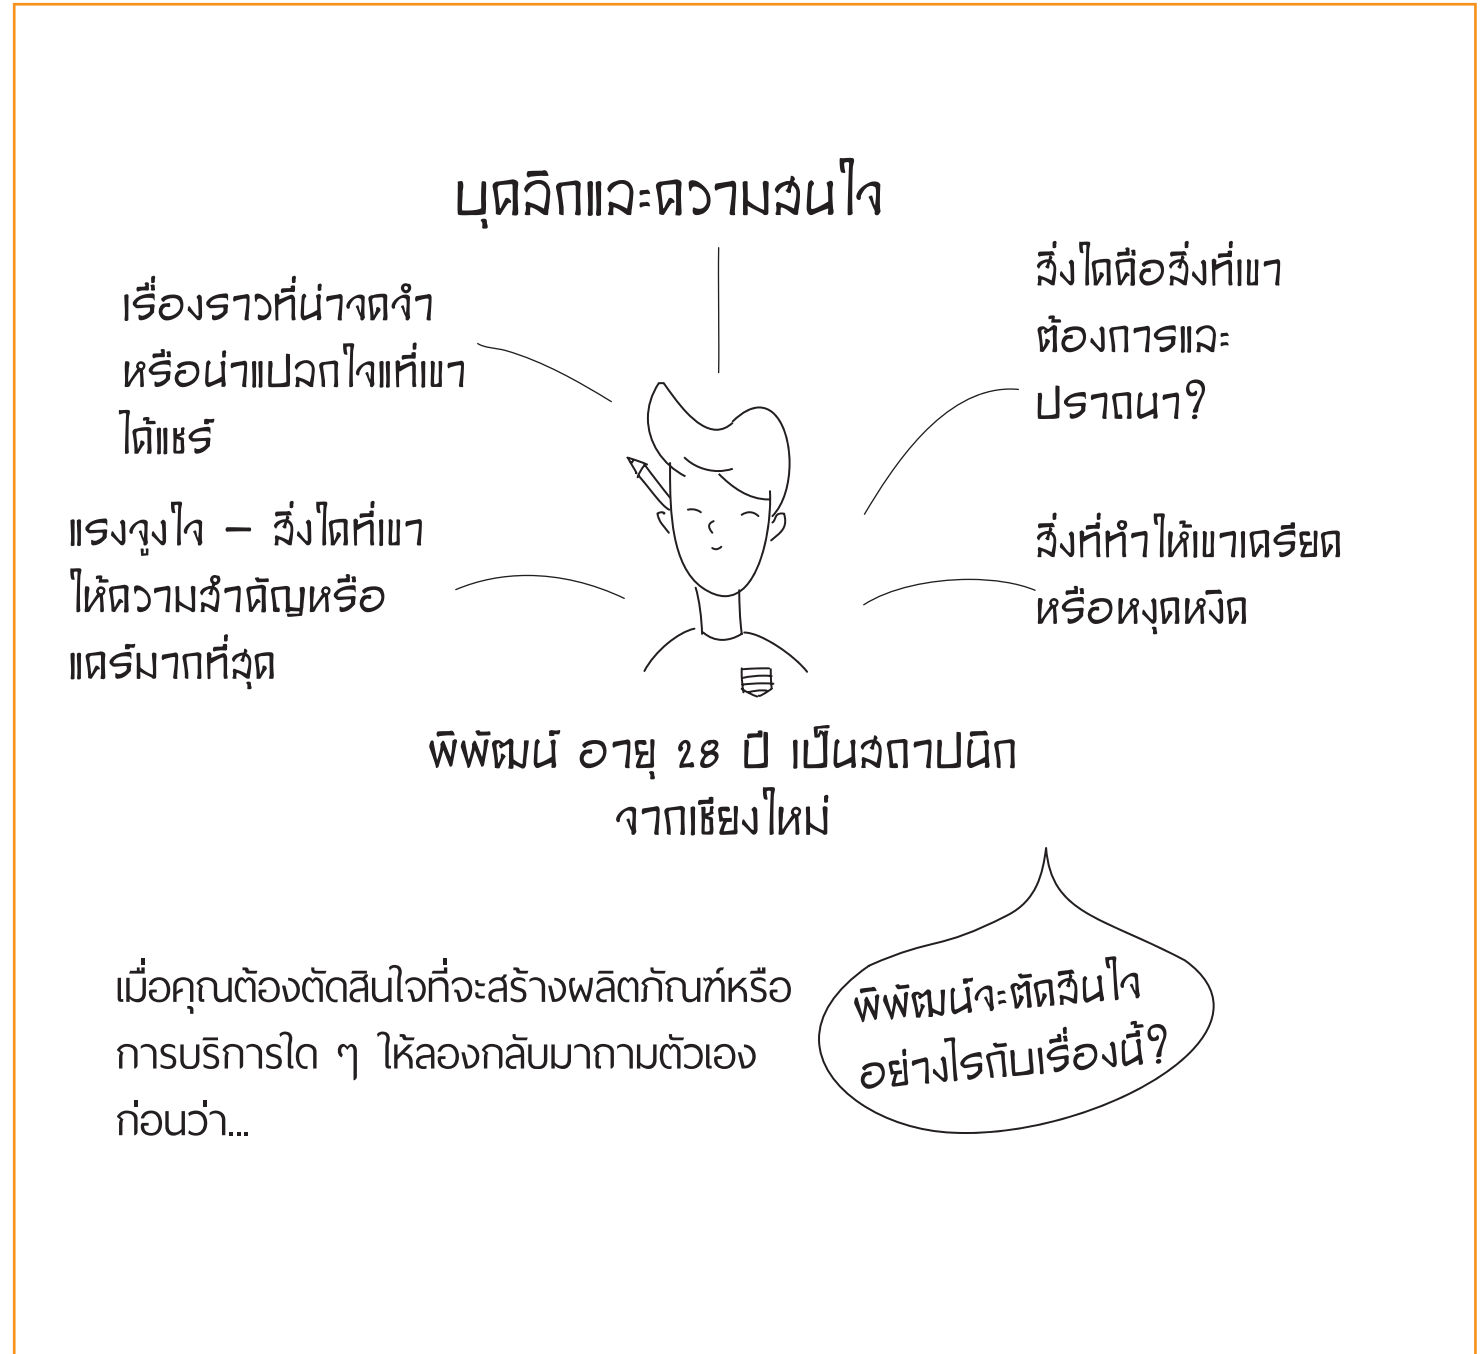 บุคลิกและความสนใจ
เรื่องราวที่น่าจดจำ
หรือน่าแปลกใจแที่เขา
ได้แชร์
สิ่งใดคือสิ่งที่เขา
ต้องการและ
ปรารถนา?
แรงจูงใจ – สิ่งใดที่เขา
ให้ความสำคัญหรือ
แคร์มากที่สุด
สิ่งที่ทำให้เขาเครียด
หรือหงุดหงิด
พิพัฒน์ อายุ 28 ปี เป็นสถาปนิก
จากเชียงใหม่
เมื่อคุณต้องตัดสินใจที่จะสร้างผลิตภัณฑ์หรือ
การบริการใด ๆ ให้ลองกลับมาถามตัวเอง
ก่อนว่า...
พิพัฒน์จะตัดสินใจ
อย่างไรกับเรื่องนี้?